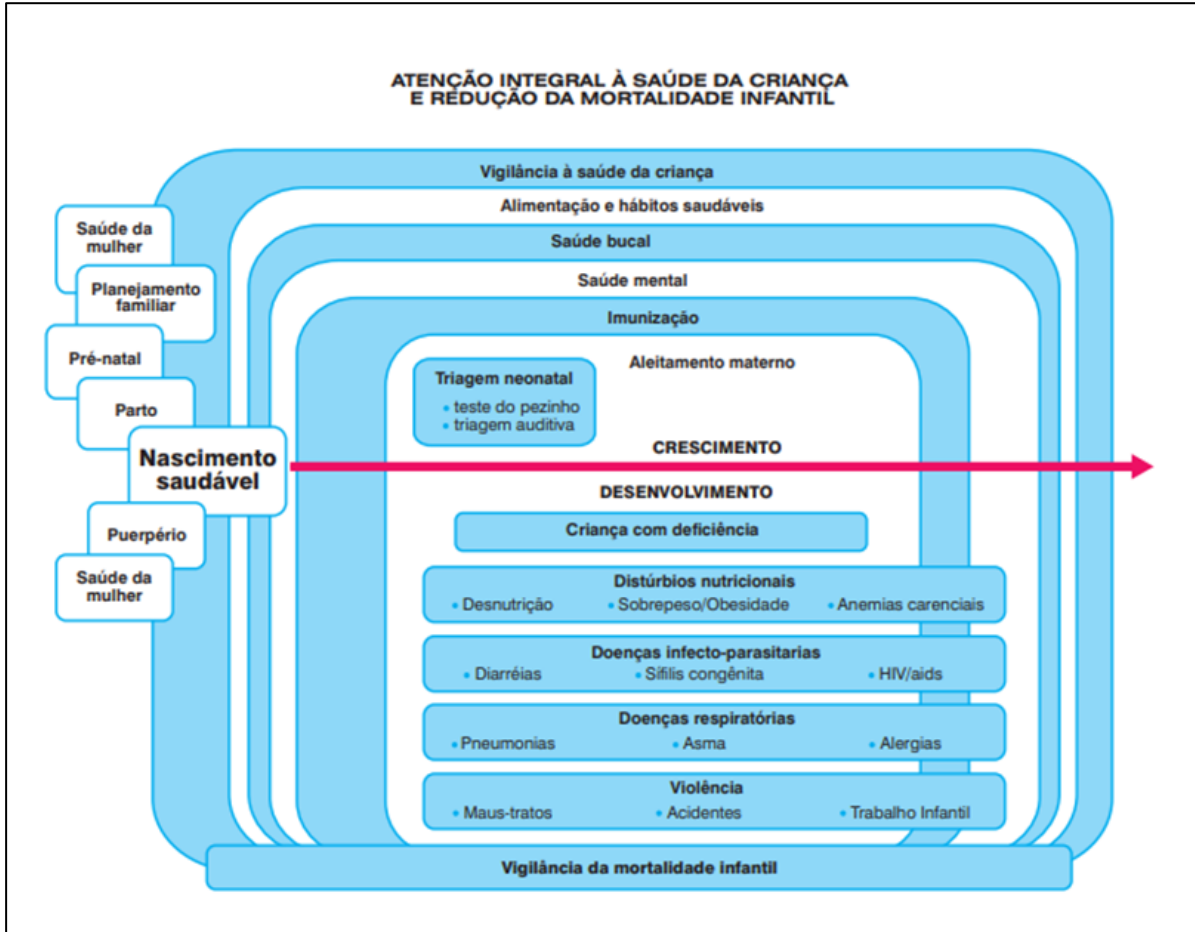 ATENÇÃO INTEGRAL À SAÚDE DA CRIANÇA
E REDUÇÃO DA MORTALIDADE INFANTIL
Vigilância à saúde da criança
Alimentação e hábitos saudáveis
Saúde bucal
Saúde mental
Imunização
Aleitamento materno
Saúde da
mulher
Planejamento
familiar
Pré-natal
Parto
Nascimento
saudável
Puerpério
Saúde da
mulher
Triagem neonatal
• teste do pezinho
• triagem auditiva
CRESCIMENTO
DESENVOLVIMENTO
Criança com deficiência
Distúrbios nutricionais
• Desnutrição • Sobrepeso/Obesidade • Anemias carenciais
Doenças infecto-parasitarias
• Diarréias • Sífilis congênita • HIV/aids
Doenças respiratórias
• Pneumonias • Asma • Alergias
Violência
• Maus-tratos • Acidentes • Trabalho Infantil
Vigilância da mortalidade infantil